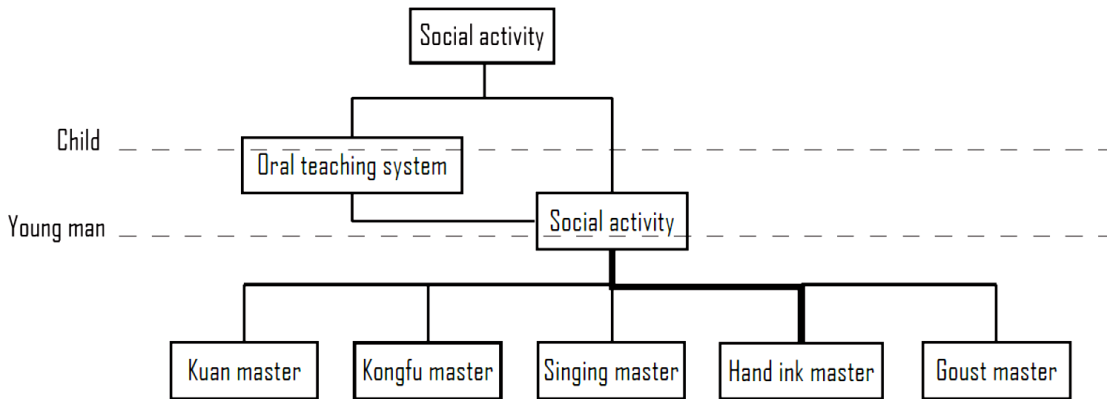 Social activity
Child
Oral teaching system
Young man
Social activity
Kuan master
Kongfu master
Singing master
Hand ink master
Goust master